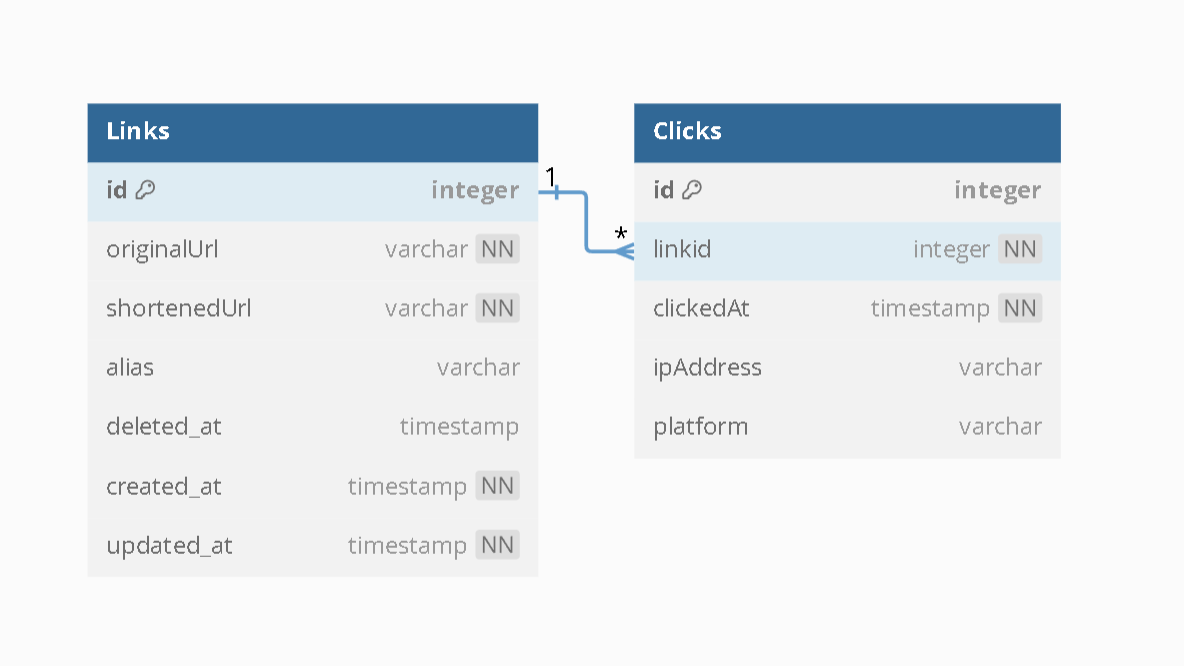 Links
id integer
originalUrl varchar NN
shortenedUrl varchar NN
alias varchar
deleted_at timestamp
created_at timestamp NN
updated_at timestamp NN
1
*
Clicks
id integer
linkid integer NN
clickedAt timestamp NN
ipAddress varchar
platform varchar